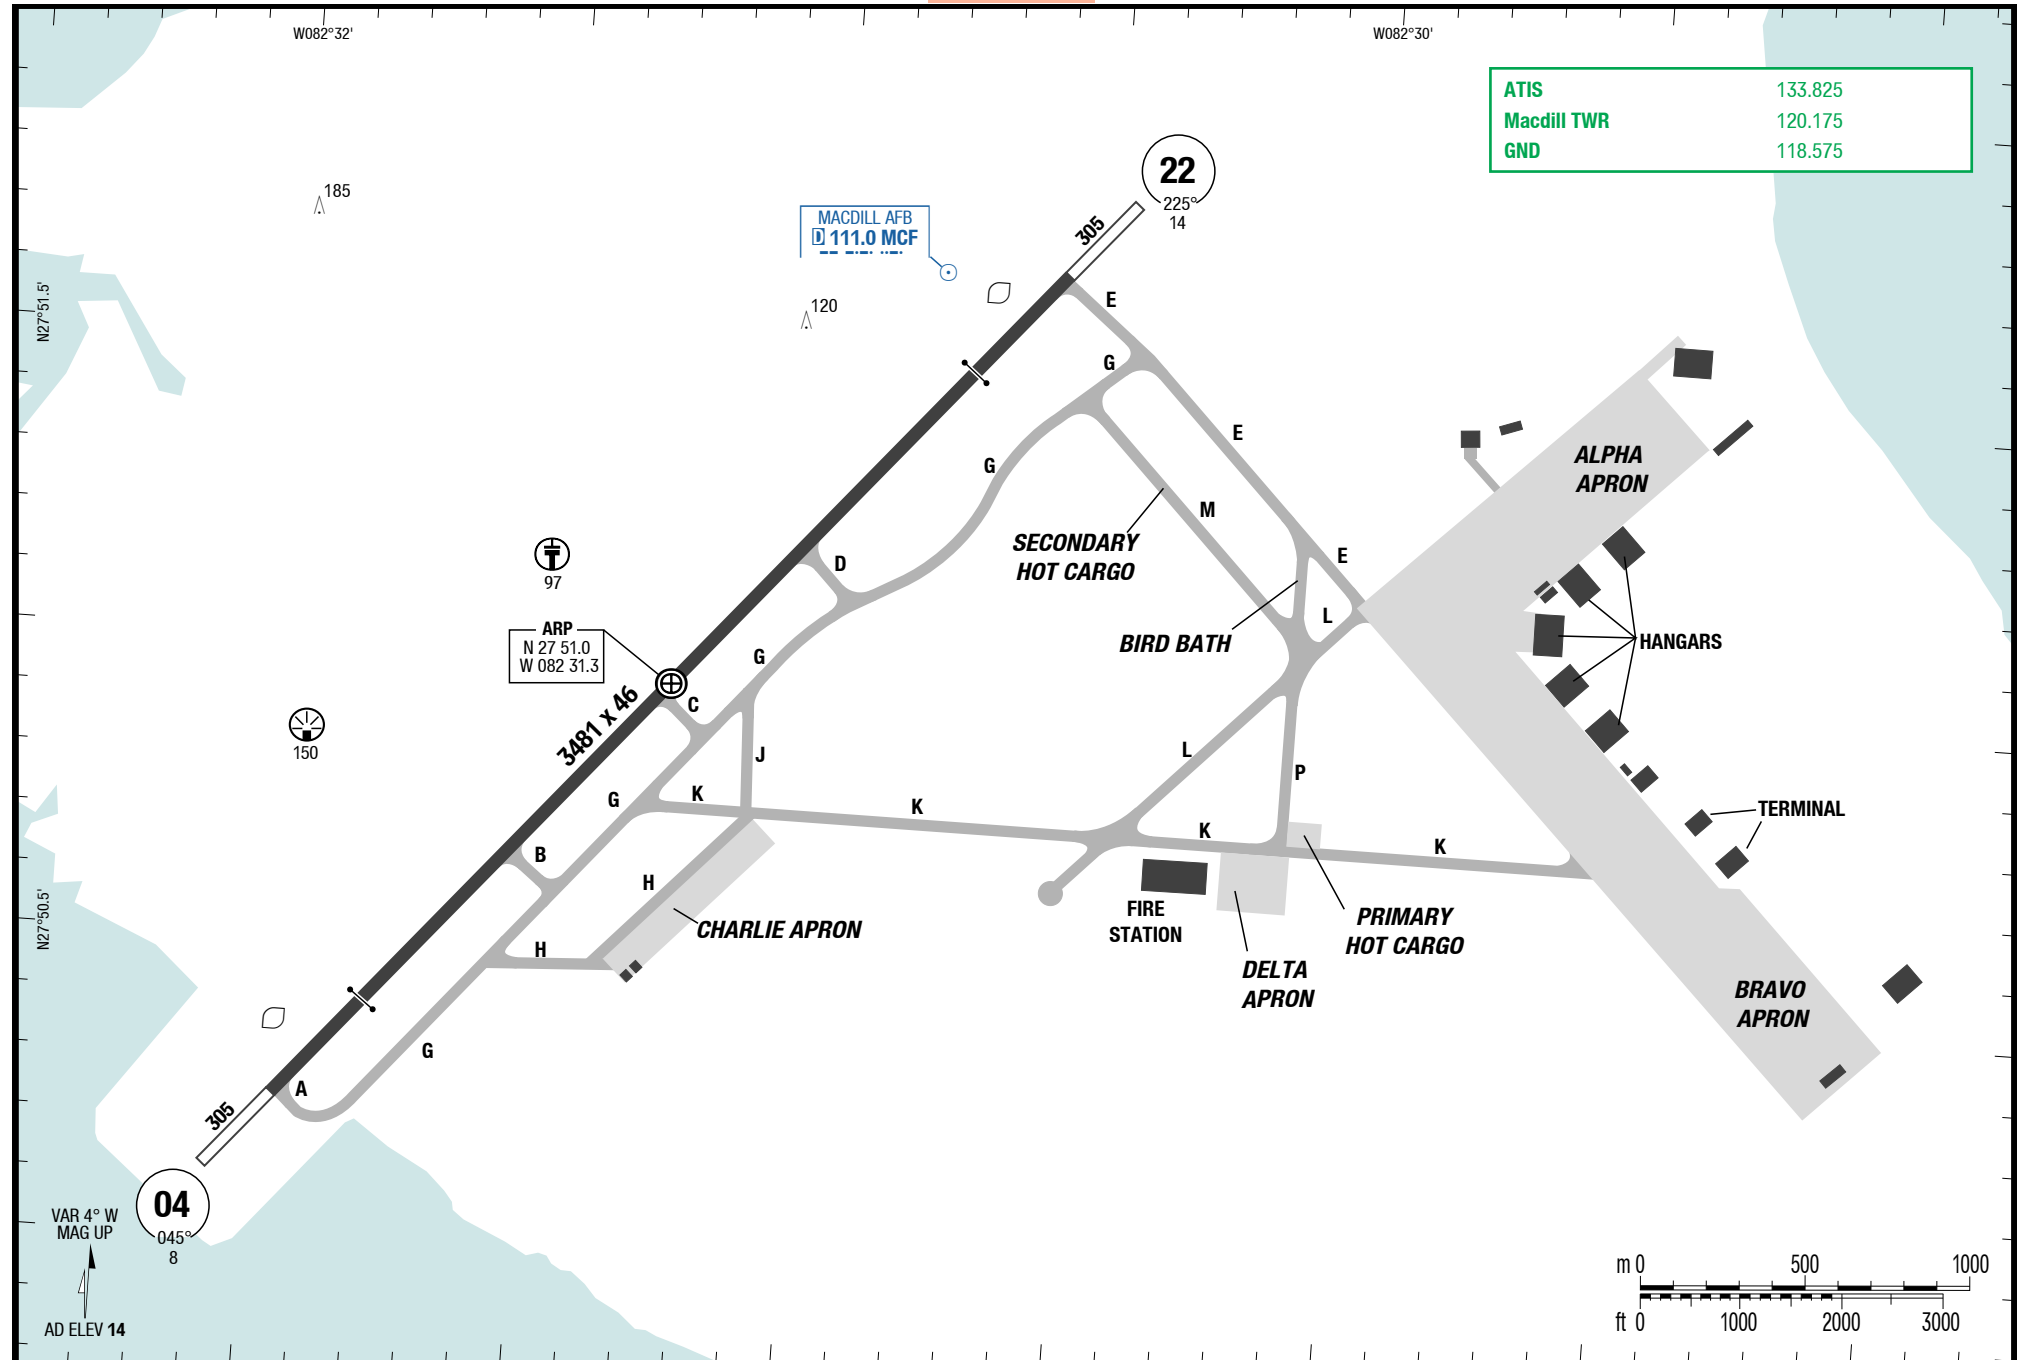 W082°32'
W082°30'
ATIS 133.825
Macdill TWR 120.175
GND 118.575
22
225°
14
185
MACDILL AFB
D 111.0 MCF
305
E
120
N27°51.5'
G
E
G
ALPHA
APRON
M
SECONDARY
HOT CARGO
E
D
97
ARP
N 27 51.0
W 082 31.3
L
BIRD BATH
HANGARS
G
C
3481 x 46
150
J
L
P
K
G
K
TERMINAL
K
K
B
H
FIRE
STATION
CHARLIE APRON
PRIMARY
HOT CARGO
N27°50.5'
H
DELTA
APRON
BRAVO
APRON
G
A
305
04
045°
8
VAR 4° W
MAG UP
AD ELEV 14
m 0 500 1000
ft 0 1000 2000 3000